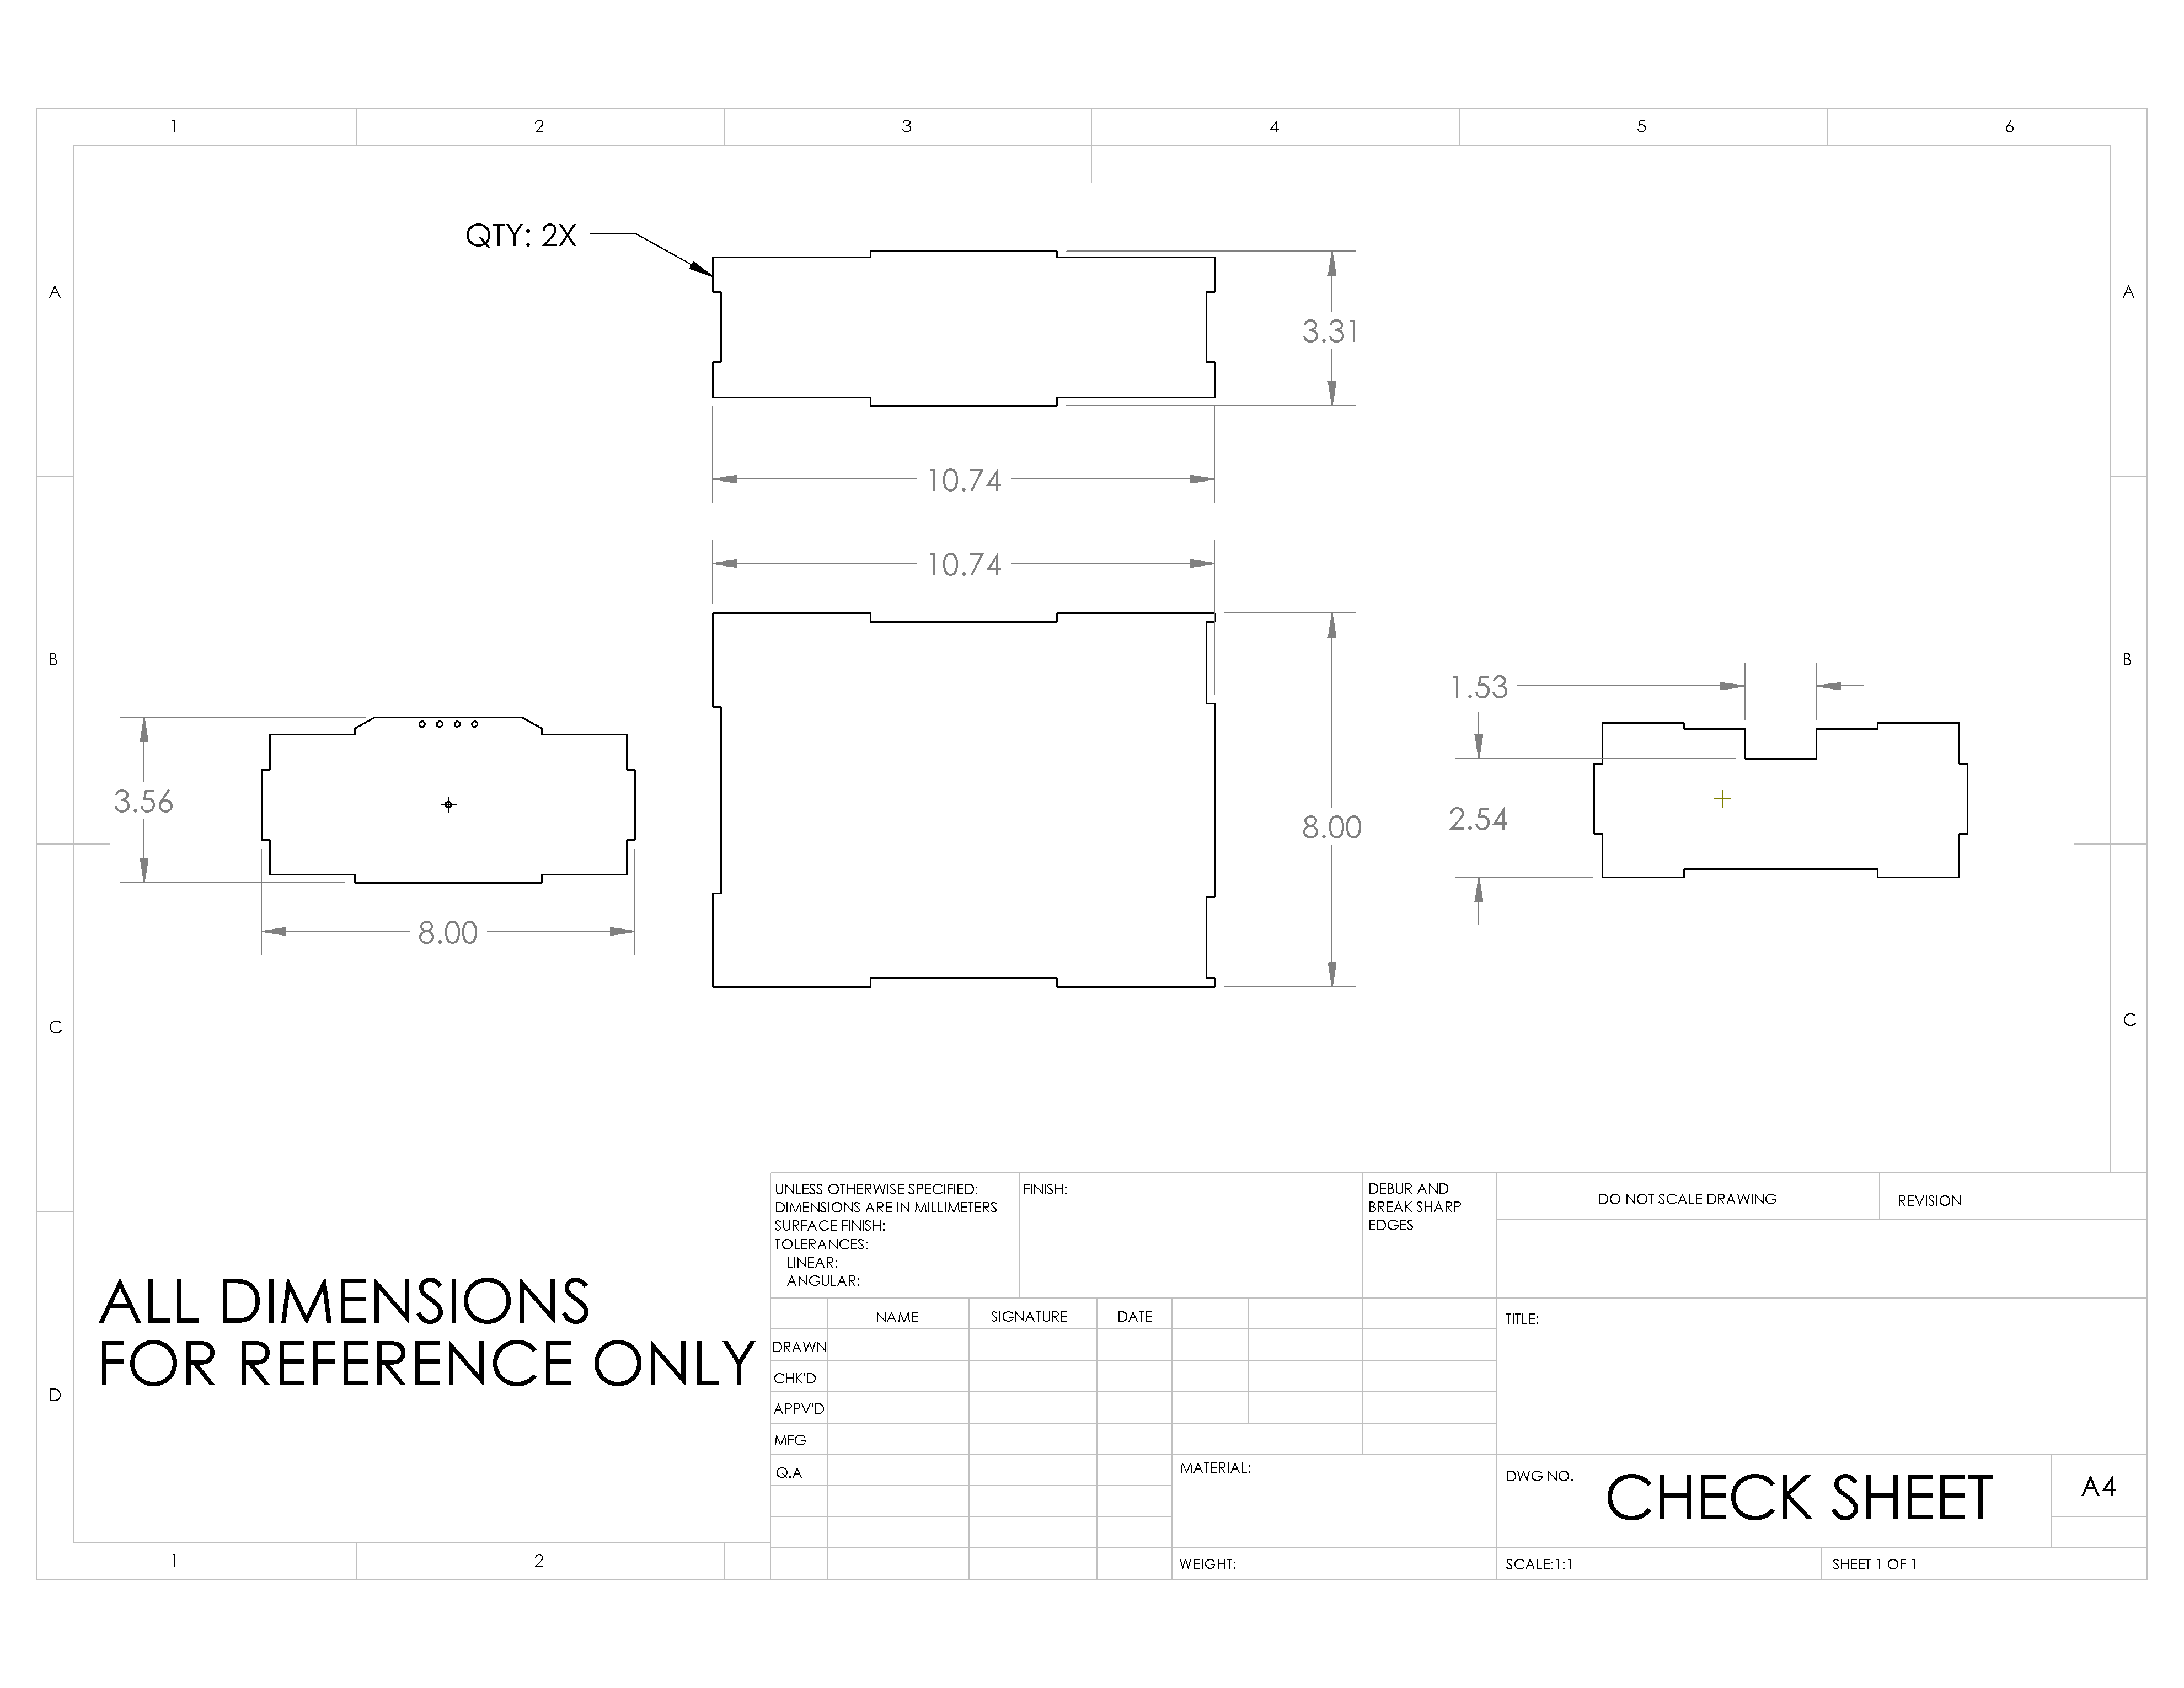 1 2 3 4 5 6
QTY: 2X
A A
3.31
10.74
10.74
B B
1.53
3.56
2.54
8.00
8.00
C C
UNLESS OTHERWISE SPECIFIED:
DIMENSIONS ARE IN MILLIMETERS
SURFACE FINISH:
TOLERANCES:
LINEAR:
ANGULAR:
FINISH:
DEBUR AND
BREAK SHARP
EDGES
DO NOT SCALE DRAWING
REVISION
ALL DIMENSIONS
FOR REFERENCE ONLY
NAME SIGNATURE DATE
TITLE:
DRAWN
CHK'D
APPV'D
MFG
Q.A
D
MATERIAL:
DWG NO.
CHECK SHEET
A4
WEIGHT:
SCALE:1:1
SHEET 1 OF 1
1 2